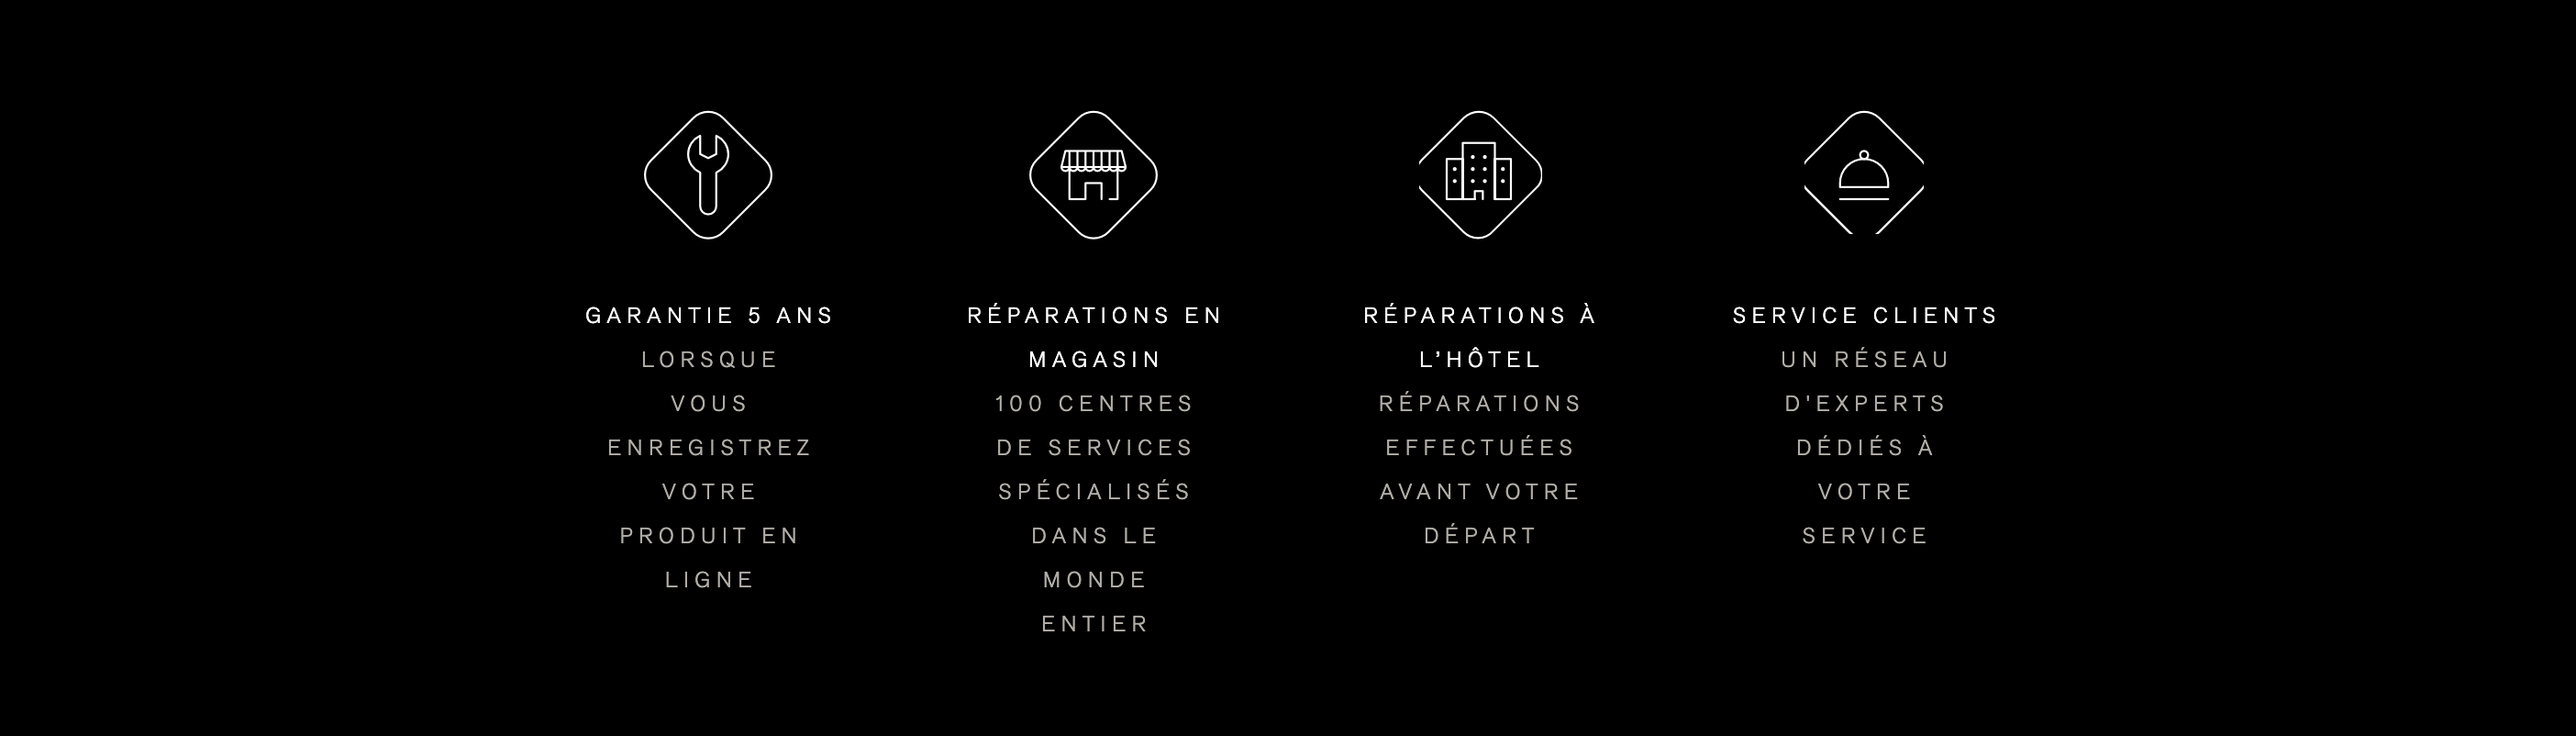 GARANTIE 5 ANS
LORSQUE
VOUS
ENREGISTREZ
VOTRE
PRODUIT EN
LIGNE
RÉPARATIONS EN
MAGASIN
100 CENTRES
DE SERVICES
SPÉCIALISÉS
DANS LE
MONDE
ENTIER
RÉPARATIONS À
L’HÔTEL
RÉPARATIONS
EFFECTUÉES
AVANT VOTRE
DÉPART
SERVICE CLIENTS
UN RÉSEAU
D'EXPERTS
DÉDIÉS À
VOTRE
SERVICE